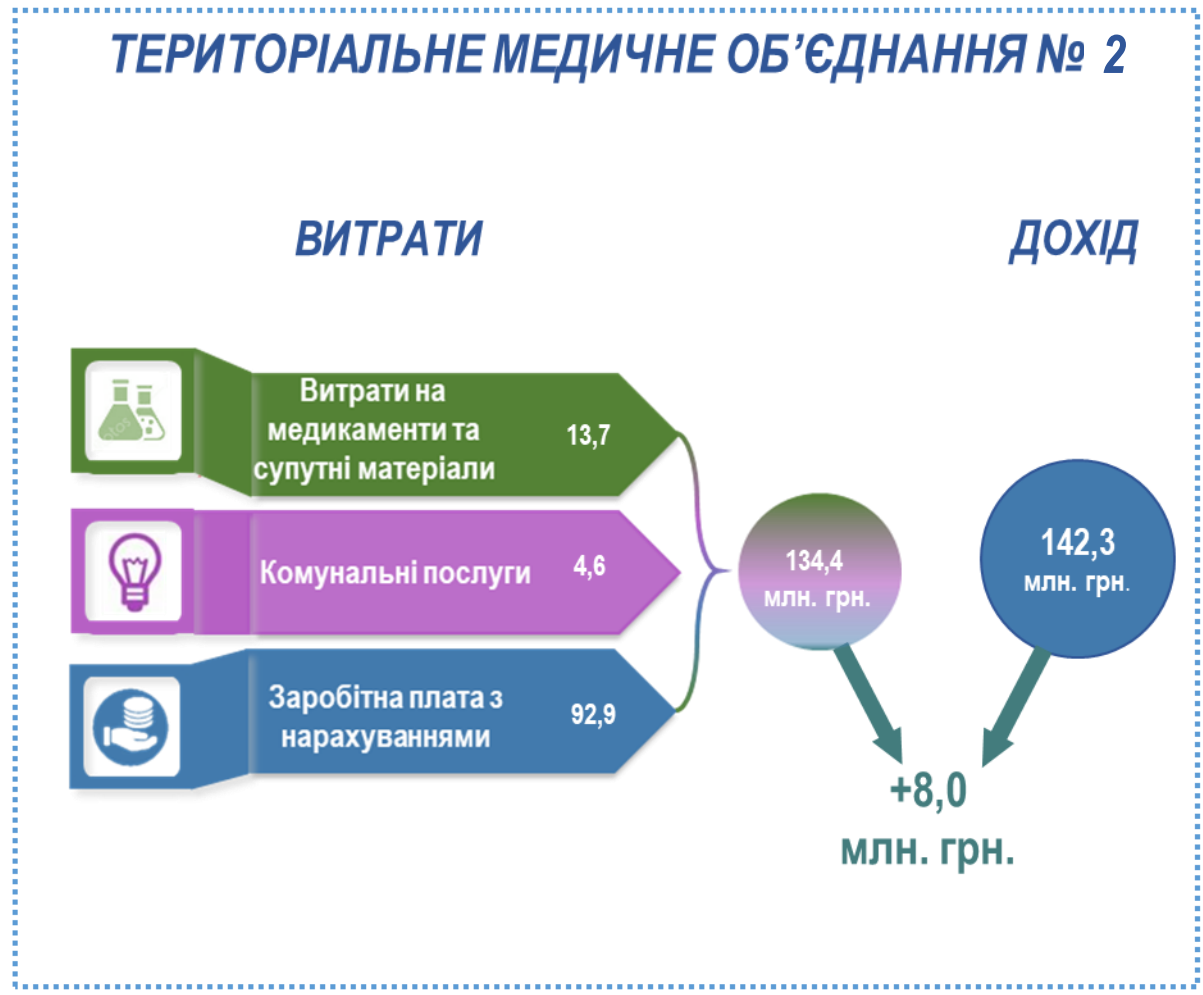 ТЕРИТОРІАЛЬНЕ МЕДИЧНЕ ОБ’ЄДНАННЯ № 2
ВИТРАТИ
ДОХІД
Витрати на
медикаменти та
супутні матеріали
13,7
Комунальні послуги
4,6
Заробітна плата з
нарахуваннями
92,9
134,4
млн. грн.
142,3
млн. грн.
+8,0
млн. грн.